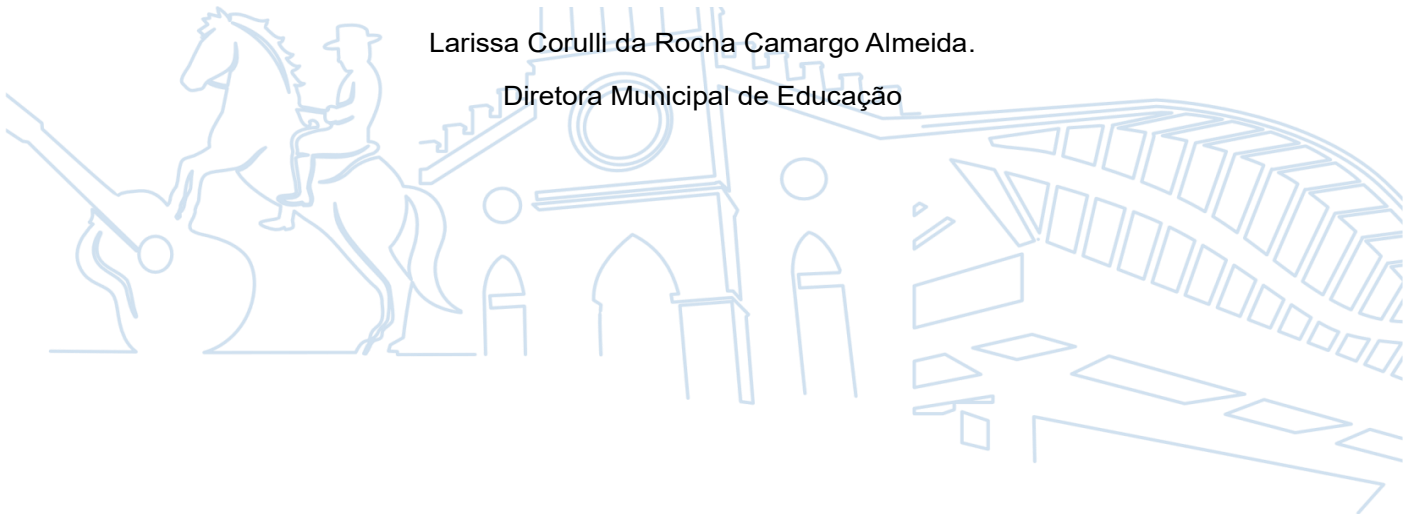 Larissa Corulli da Rocha Camargo Almeida.
Diretora Municipal de Educação